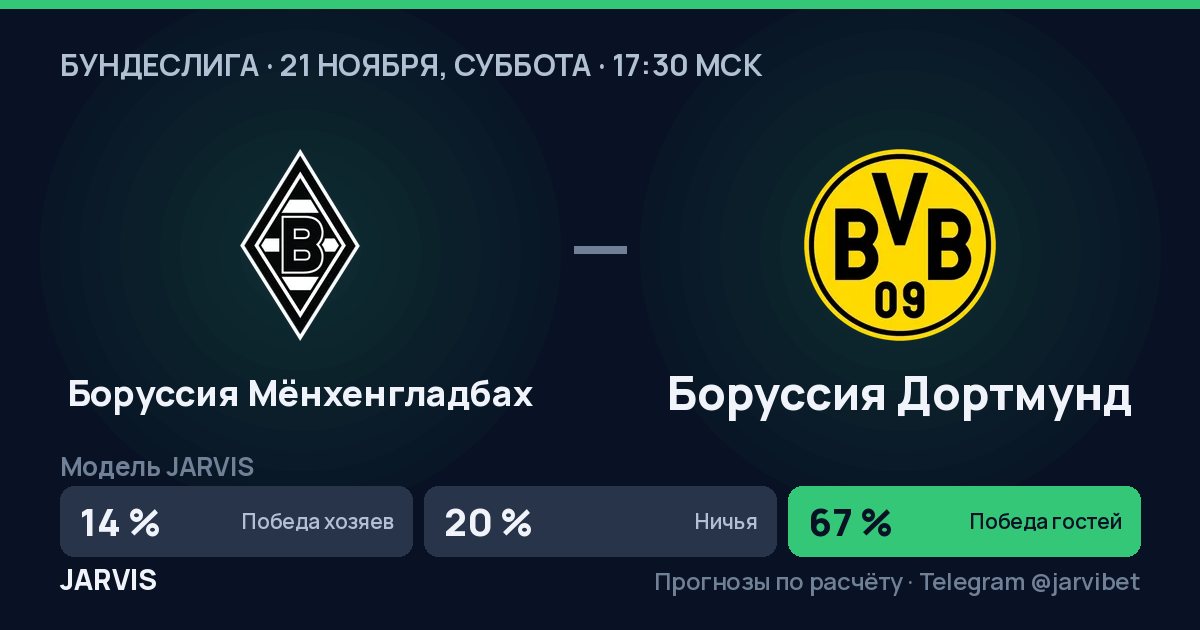 БУНДЕСЛИГА · 21 НОЯБРЯ, СУББОТА · 17:30 МСК
B
BVB
09
Боруссия Мёнхенгладбах
Боруссия Дортмунд
Модель JARVIS
14 % Победа хозяев
20 % Ничья
67 % Победа гостей
JARVIS
Прогнозы по расчёту · Telegram @jarvibet